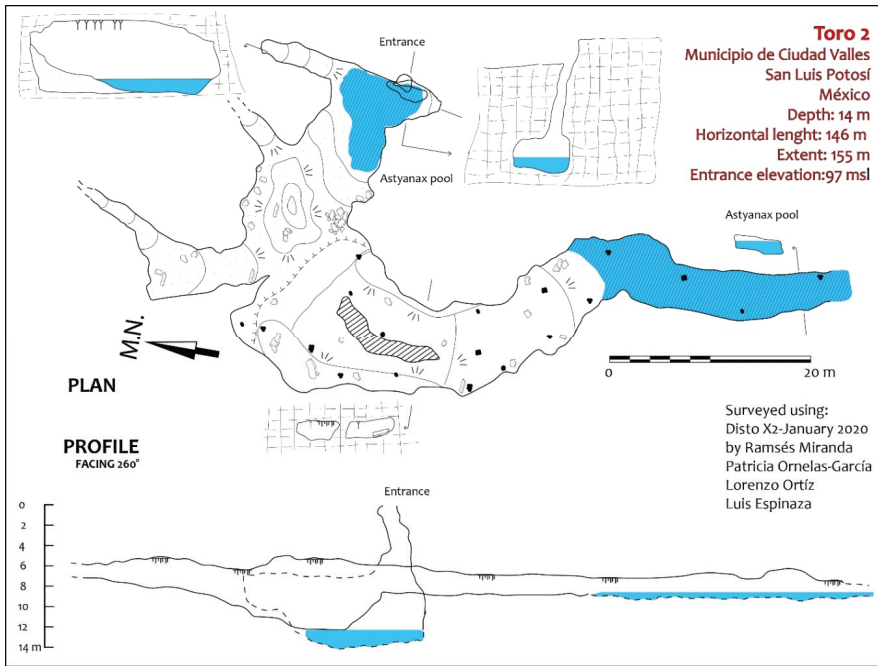 Toro 2
Municipio de Ciudad Valles
San Luis Potosí
México
Depth: 14 m
Horizontal lenght: 146 m
Extent: 155 m
Entrance elevation:97 msl
Entrance
Astyanax pool
Astyanax pool
M.N.
PLAN
0 20 m
Surveyed using:
Disto X2-January 2020
by Ramsés Miranda
Patricia Ornelas-García
Lorenzo Ortíz
Luis Espinaza
PROFILE
FACING 260°
Entrance
0
2
4
6
8
10
12
14 m